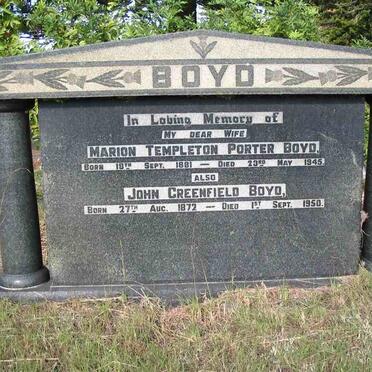 BOYD
In Loving Memory of
MY DEAR WIFE
MARION TEMPLETON PORTER BOYD,
BORN 19TH SEPT. 1881 — DIED 23RD MAY 1945.
ALSO
JOHN GREENFIELD BOYD,
BORN 27TH AUG. 1872 — DIED 1ST SEPT. 1950.